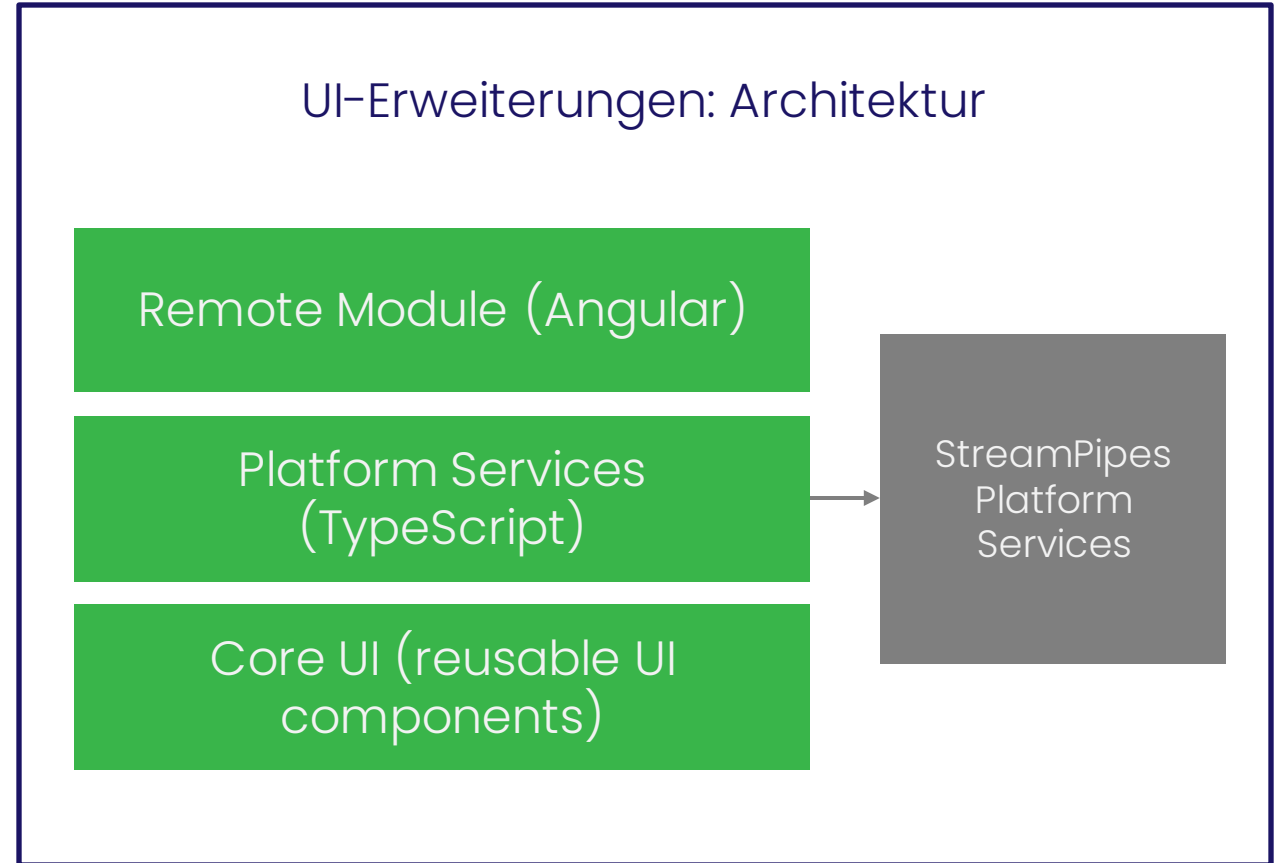 UI-Erweiterungen: Architektur
Remote Module (Angular)
Platform Services
(TypeScript)
Core UI (reusable UI
components)
StreamPipes
Platform
Services